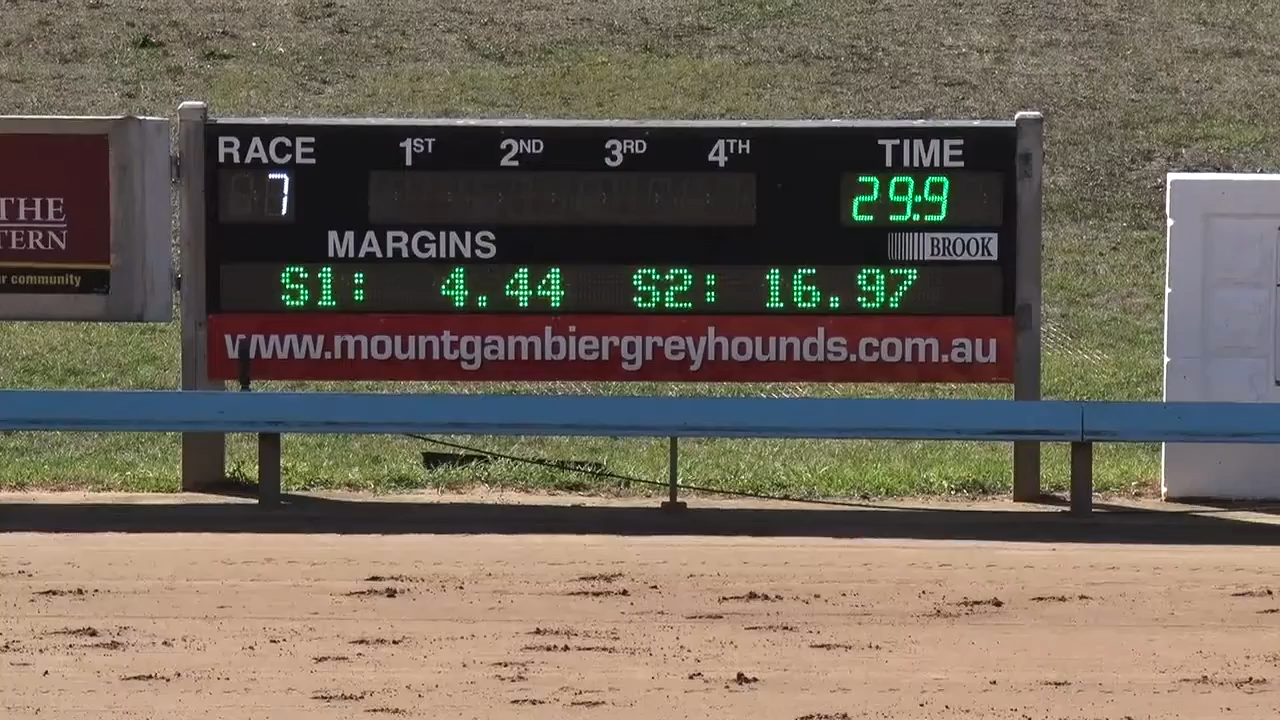 RACE 1ST 2ND 3RD 4TH TIME
7 29:9
MARGINS BROOK
S1: 4.44 S2: 16.97
www.mountgambiergreyhounds.com.au
THE
TERN
r community